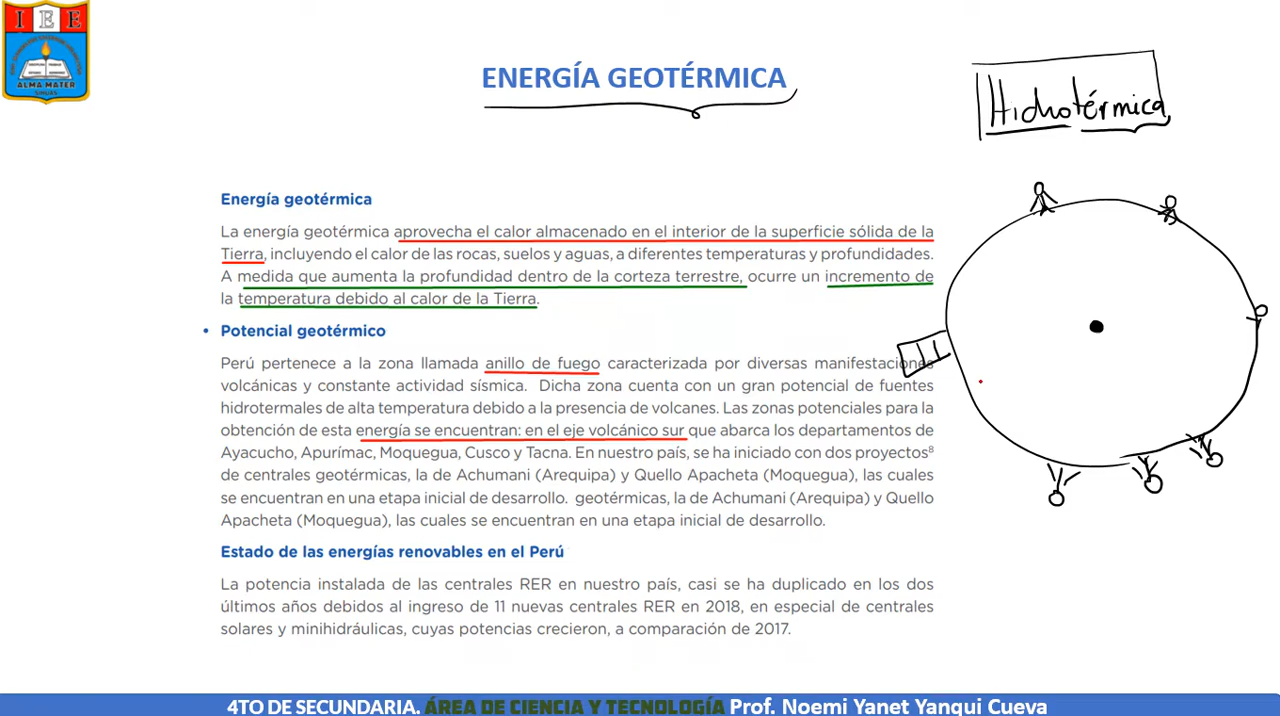 IEE
ALMA MATER
SIHUAS
ENERGÍA GEOTÉRMICA
Hidrotérmica
Energía geotérmica
La energía geotérmica aprovecha el calor almacenado en el interior de la superficie sólida de la
Tierra, incluyendo el calor de las rocas, suelos y aguas, a diferentes temperaturas y profundidades.
A medida que aumenta la profundidad dentro de la corteza terrestre, ocurre un incremento de
la temperatura debido al calor de la Tierra.
• Potencial geotérmico
Perú pertenece a la zona llamada anillo de fuego caracterizada por diversas manifestaciones
volcánicas y constante actividad sísmica. Dicha zona cuenta con un gran potencial de fuentes
hidrotermales de alta temperatura debido a la presencia de volcanes. Las zonas potenciales para la
obtención de esta energía se encuentran: en el eje volcánico sur que abarca los departamentos de
Ayacucho, Apurímac, Moquegua, Cusco y Tacna. En nuestro país, se ha iniciado con dos proyectos⁸
de centrales geotérmicas, la de Achumani (Arequipa) y Quello Apacheta (Moquegua), las cuales
se encuentran en una etapa inicial de desarrollo. geotérmicas, la de Achumani (Arequipa) y Quello
Apacheta (Moquegua), las cuales se encuentran en una etapa inicial de desarrollo.
Estado de las energías renovables en el Perú
La potencia instalada de las centrales RER en nuestro país, casi se ha duplicado en los dos
últimos años debidos al ingreso de 11 nuevas centrales RER en 2018, en especial de centrales
solares y minihidráulicas, cuyas potencias crecieron, a comparación de 2017.
4TO DE SECUNDARIA. ÁREA DE CIENCIA Y TECNOLOGÍA Prof. Noemi Yanet Yanqui Cueva